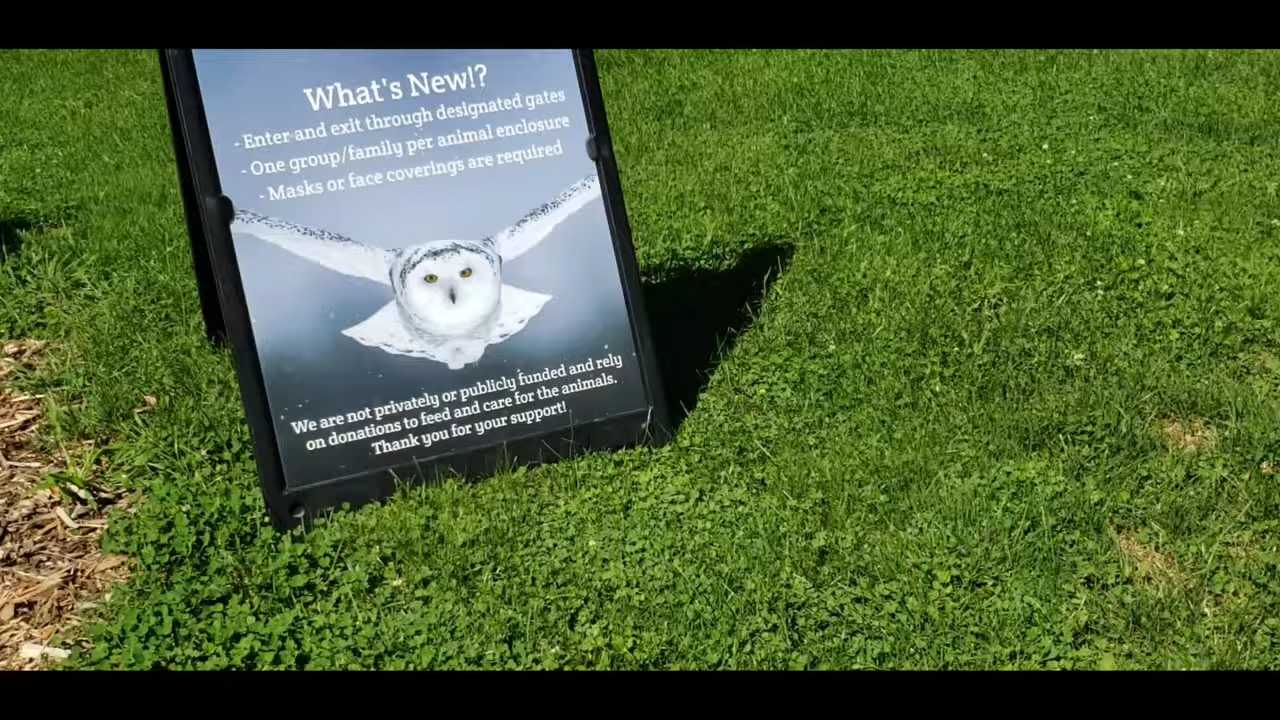 What's New!?
- Enter and exit through designated gates
- One group/family per animal enclosure
- Masks or face coverings are required
We are not privately or publicly funded and rely
on donations to feed and care for the animals.
Thank you for your support!